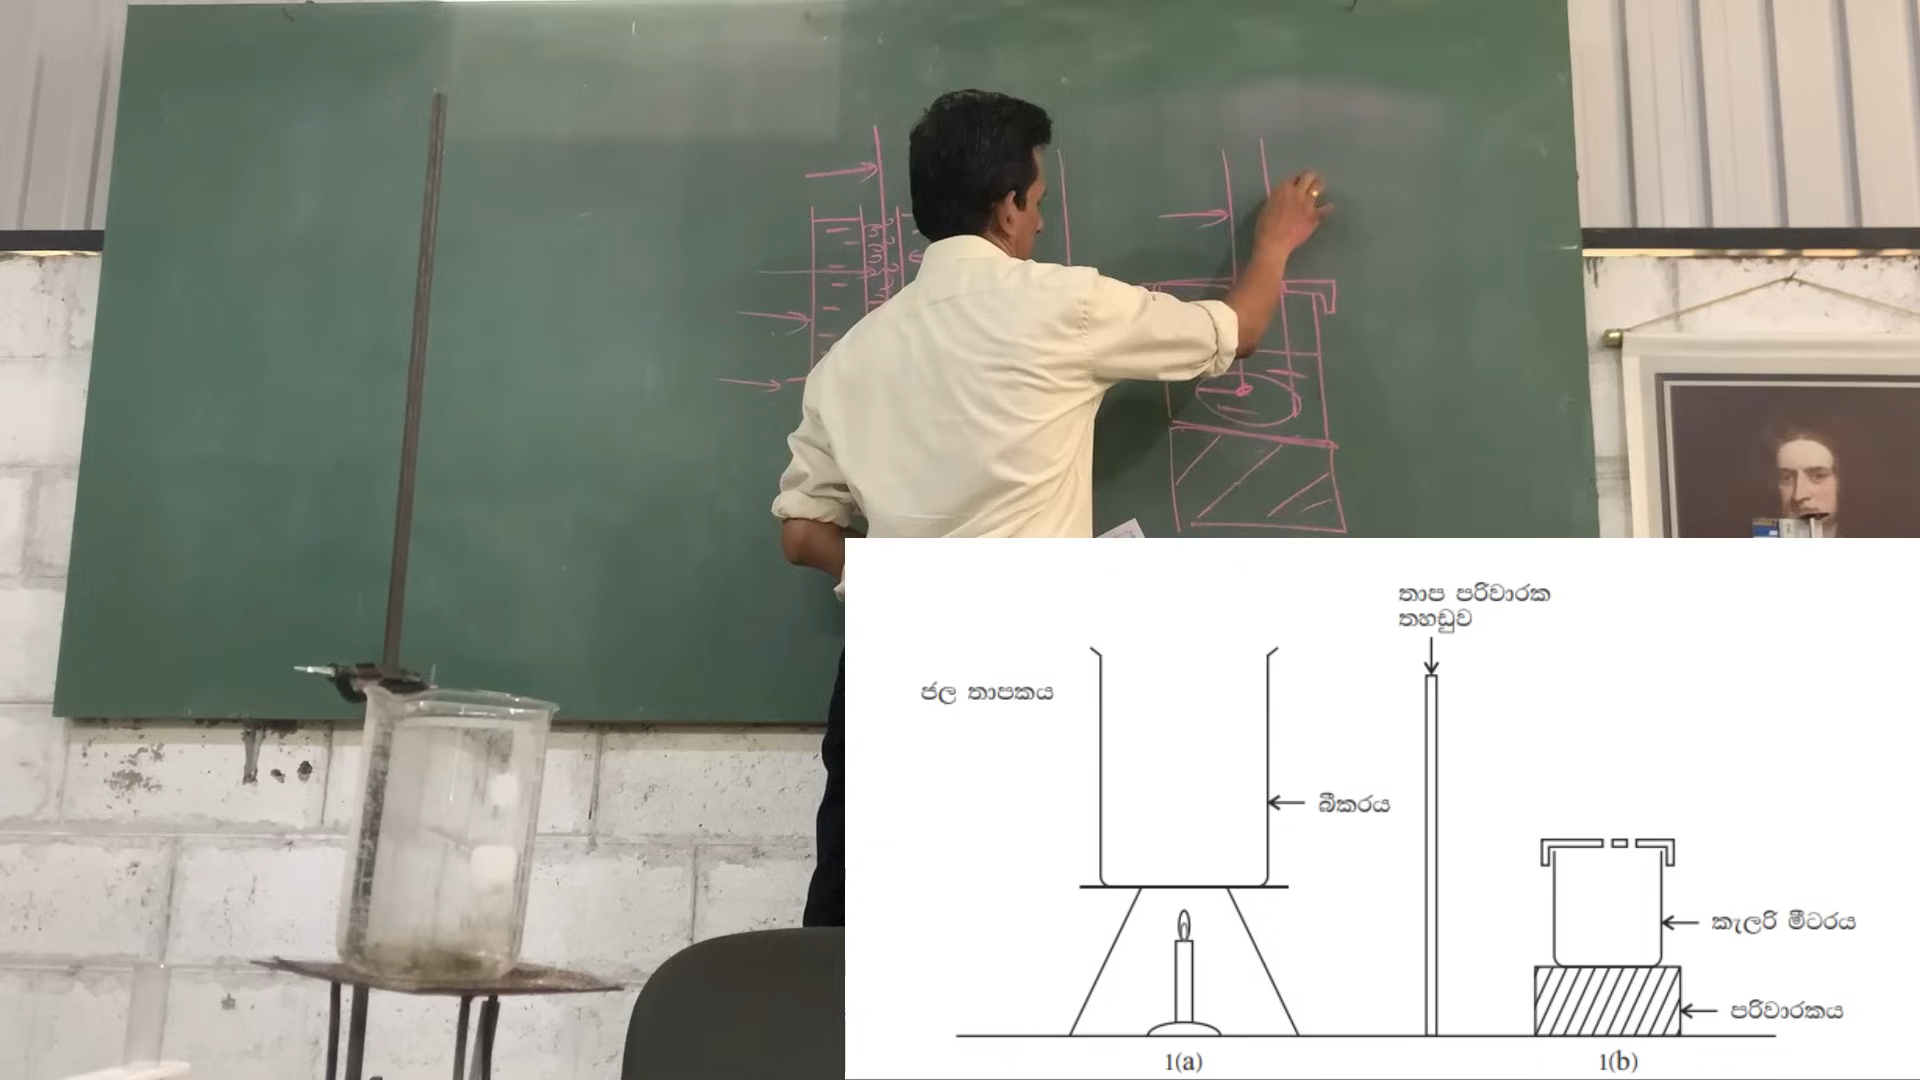 තාප පරිවාරක
තහඩුව
ජල තාපකය
බීකරය
කැලරි මීටරය
පරිවාරකය
1(a)
1(b)